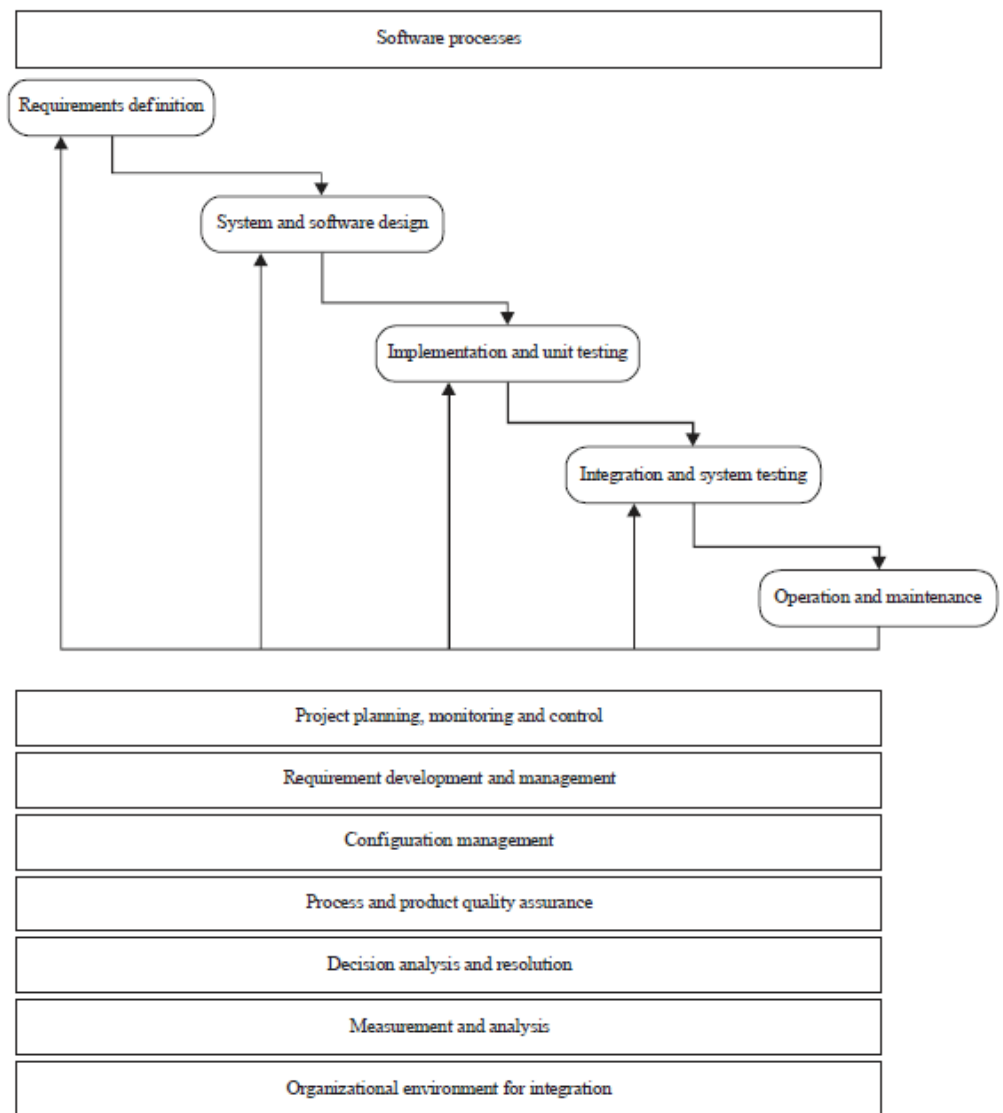 Software processes
Requirements definition
System and software design
Implementation and unit testing
Integration and system testing
Operation and maintenance
Project planning, monitoring and control
Requirement development and management
Configuration management
Process and product quality assurance
Decision analysis and resolution
Measurement and analysis
Organizational environment for integration